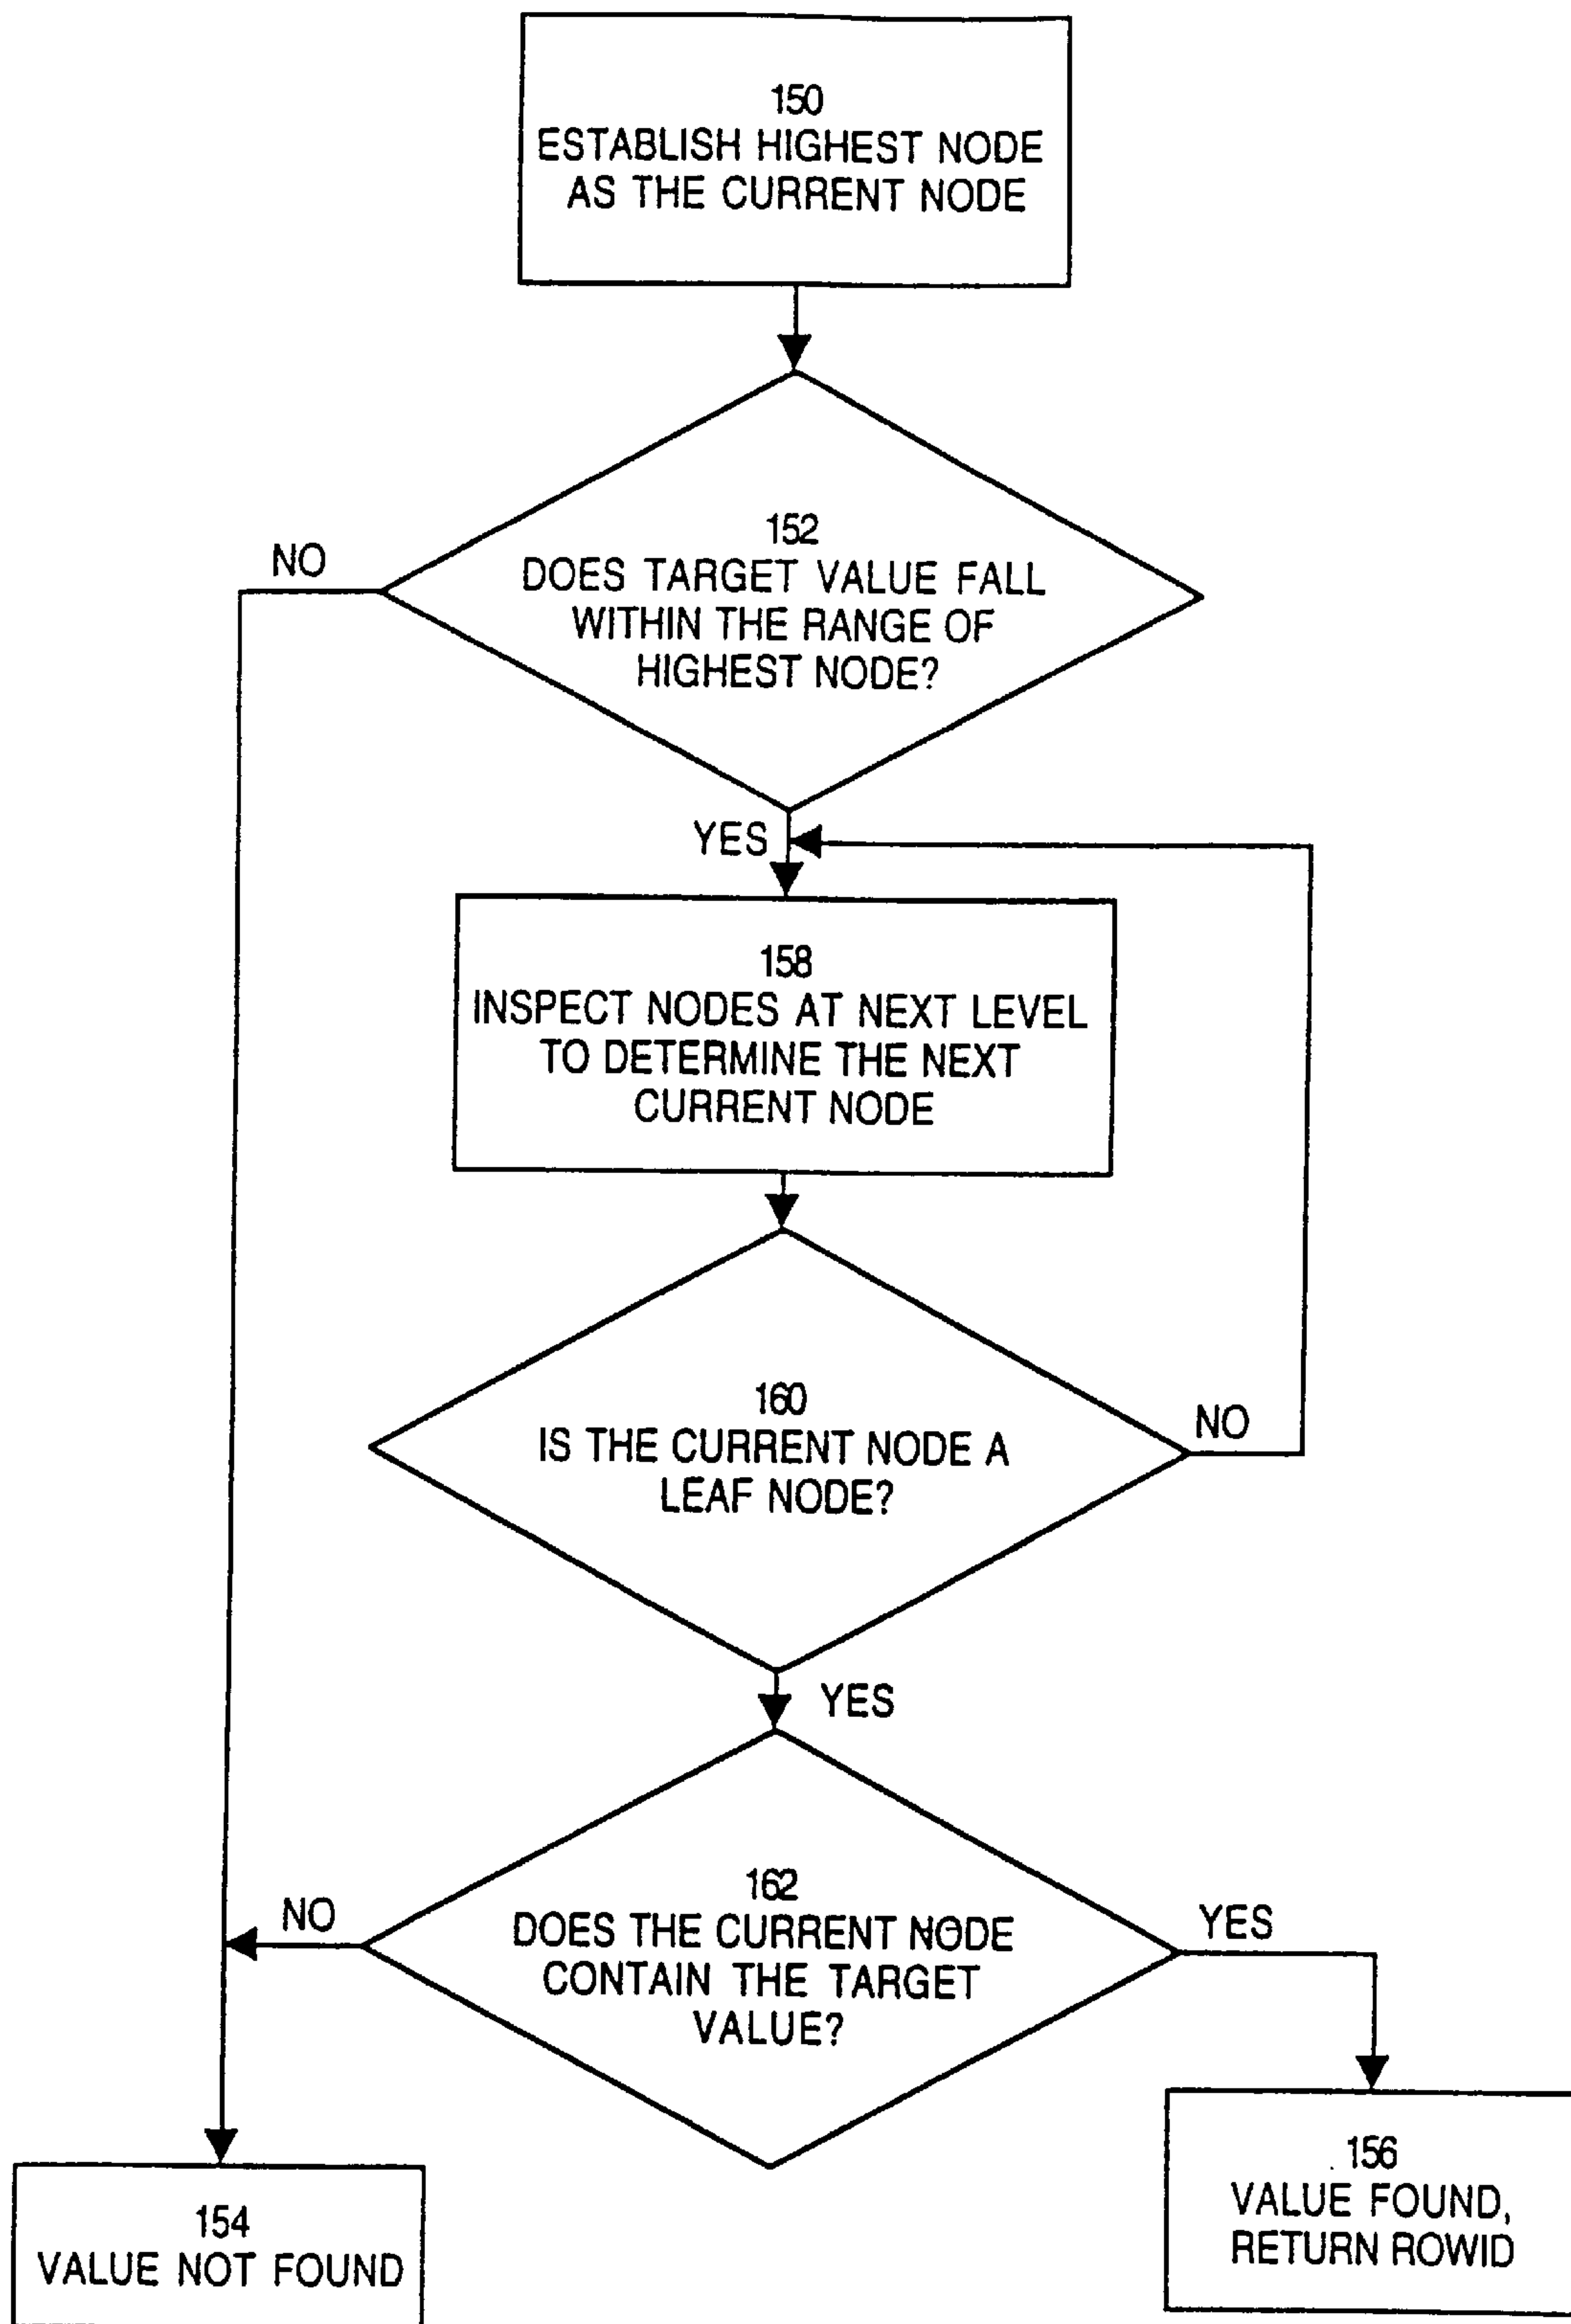 150
ESTABLISH HIGHEST NODE
AS THE CURRENT NODE
152
DOES TARGET VALUE FALL
WITHIN THE RANGE OF
HIGHEST NODE?
NO
YES
158
INSPECT NODES AT NEXT LEVEL
TO DETERMINE THE NEXT
CURRENT NODE
160
IS THE CURRENT NODE A
LEAF NODE?
NO
YES
162
DOES THE CURRENT NODE
CONTAIN THE TARGET
VALUE?
NO
YES
154
VALUE NOT FOUND
156
VALUE FOUND,
RETURN ROWID